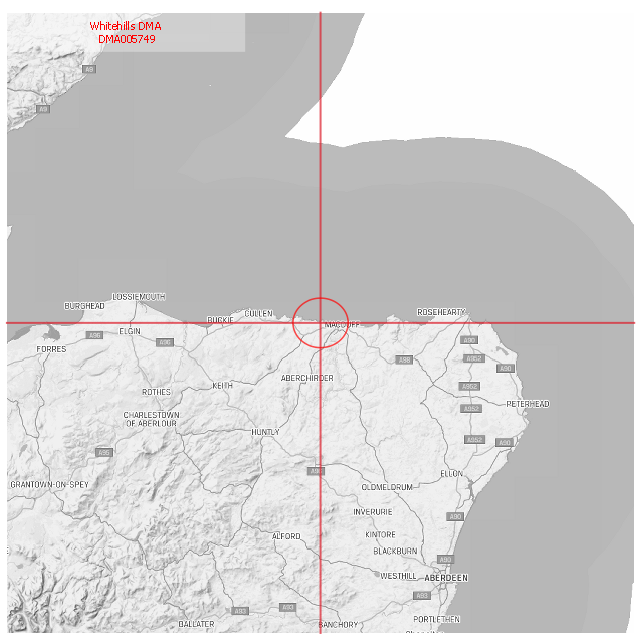 Whitehills DMA
DMA005749
A9
A9
LOSSIEMOUTH
BURGHEAD
CULLEN
ROSEHEARTY
BUCKIE
MACDUFF
ELGIN
A96
A96
A90
FORRES
A98
A952
A90
ABERCHIRDER
KEITH
A952
ROTHES
PETERHEAD
A952
CHARLESTOWN
OF ABERLOUR
HUNTLY
A952
A90
A95
A96
ELLON
GRANTOWN-ON-SPEY
OLDMELDRUM
INVERURIE
A90
ALFORD
KINTORE
BLACKBURN
A90
WESTHILL
ABERDEEN
A93
A93
A93
BALLATER
BANCHORY
PORTLETHEN